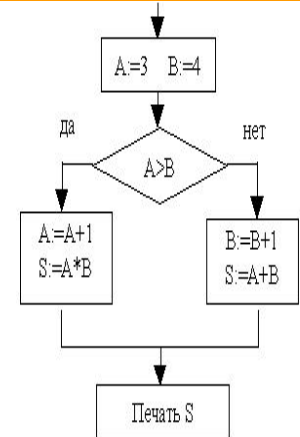 A:=3 B:=4
да
нет
A>B
A:=A+1
S:=A*B
B:=B+1
S:=A+B
Печать S